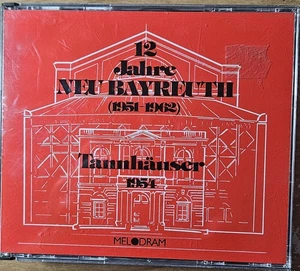 12
Jahre
NEU BAYREUTH
(1951-1962)
Tannhäuser
1954
MELODRAM